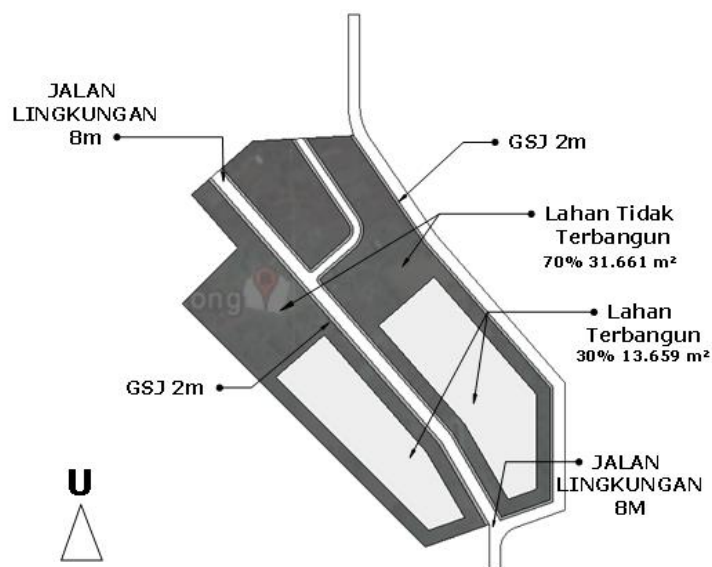 JALAN
LINGKUNGAN
8m
GSJ 2m
Lahan Tidak
Terbangun
70% 31.661 m²
ong
Lahan
Terbangun
30% 13.659 m²
GSJ 2m
JALAN
LINGKUNGAN
8M
U